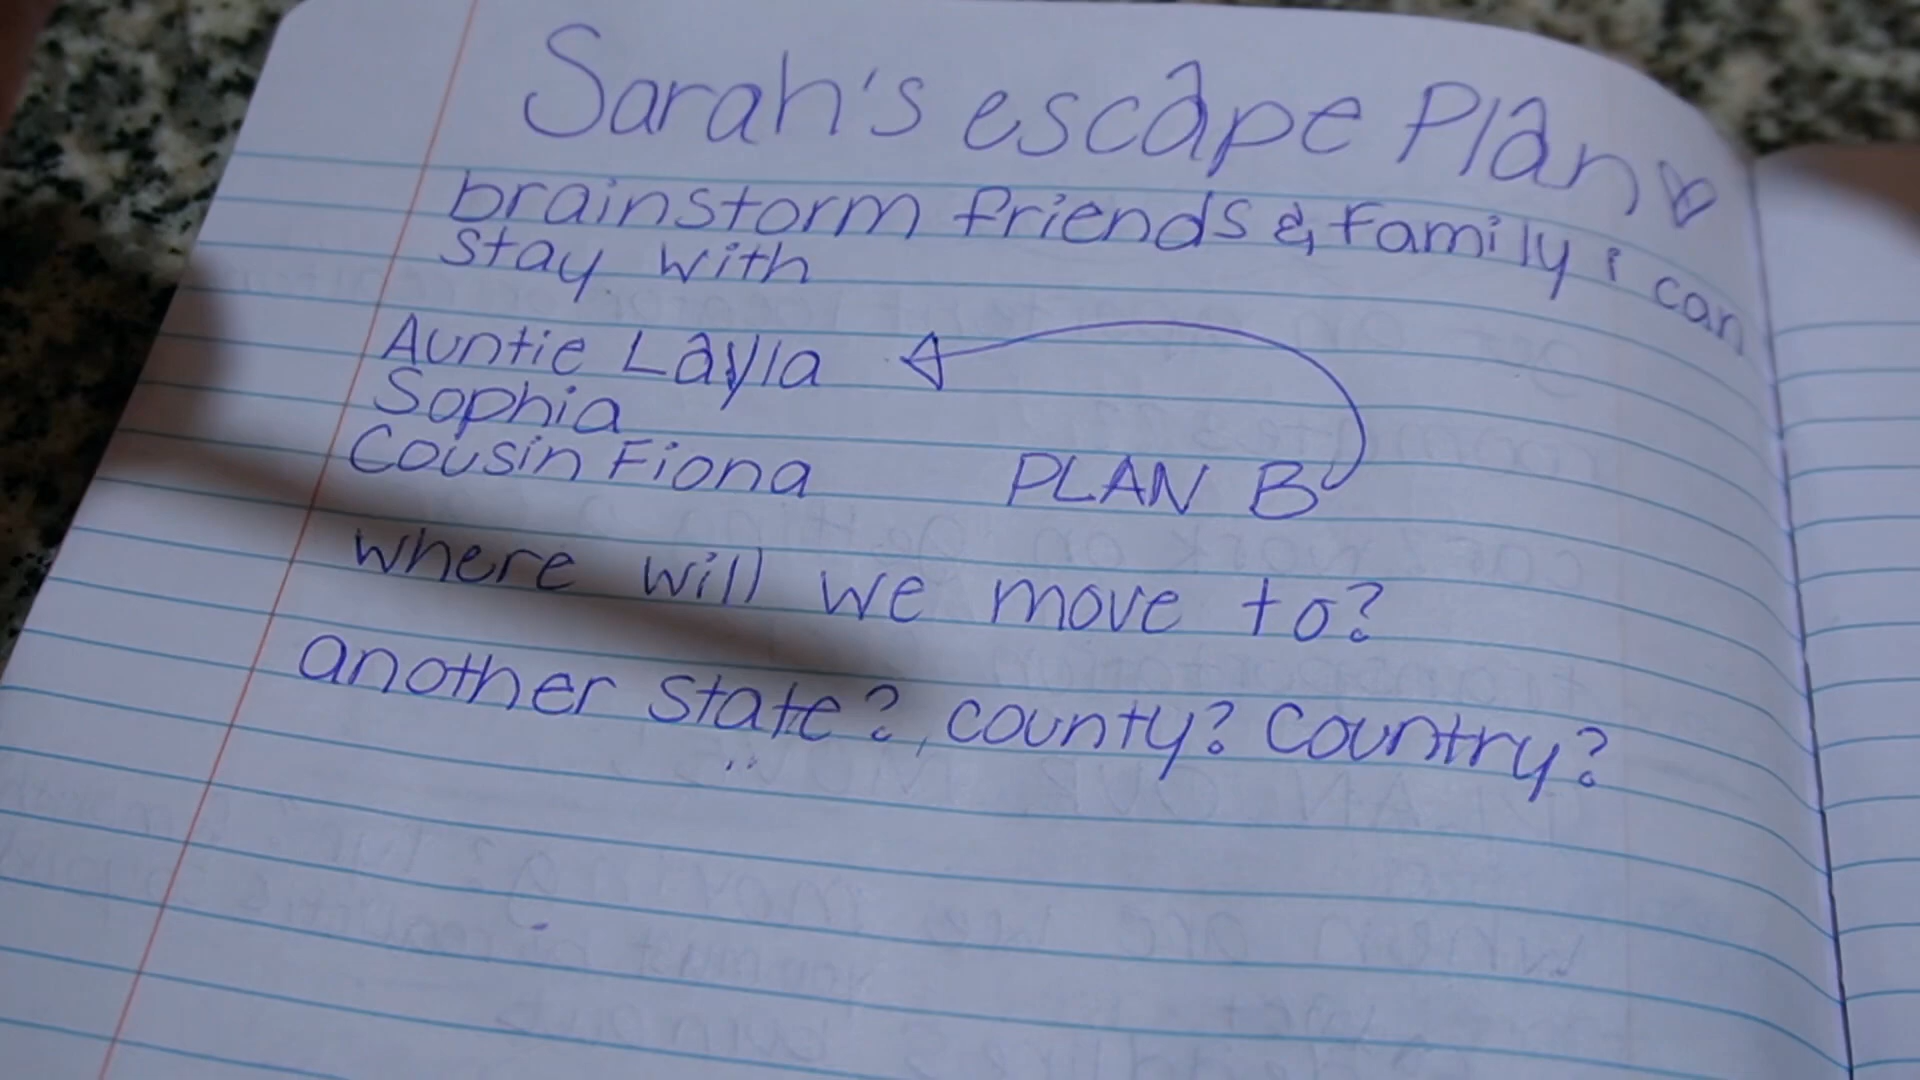 Sarah's escape Plan
brainstorm friends & family i can
stay with
Auntie Layla
Sophia
Cousin Fiona PLAN B
where will we move to?
another state?, county? Country?